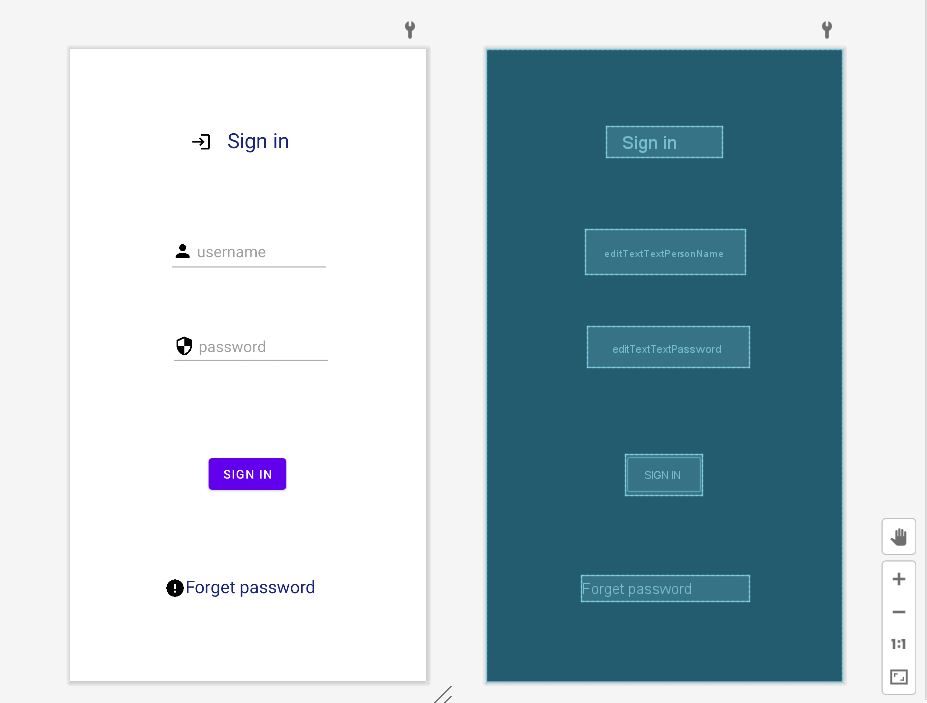 Sign in
username
password
SIGN IN
Forget password
Sign in
editTextTextPersonName
editTextTextPassword
SIGN IN
Forget password
1:1